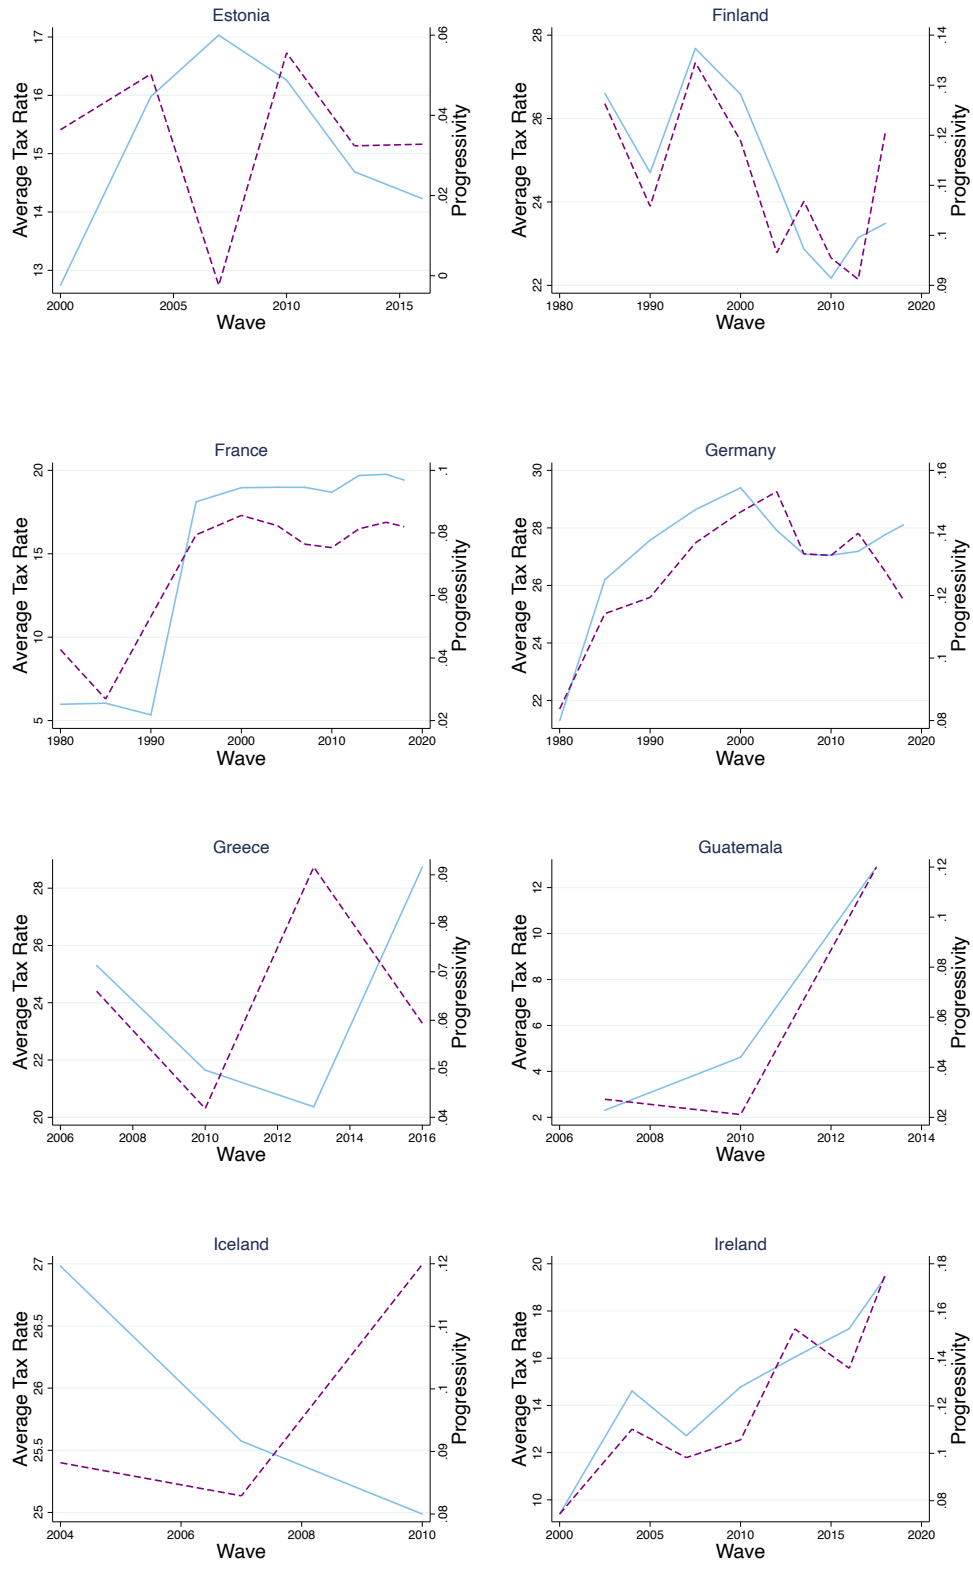 Estonia
Average Tax Rate
17
16
15
14
13
.06
.04
.02
0
Progressivity
2000 2005 2010 2015
Wave
Finland
Average Tax Rate
28
26
24
22
.14
.13
.12
.11
.1
.09
Progressivity
1980 1990 2000 2010 2020
Wave
France
Average Tax Rate
20
15
10
5
.1
.08
.06
.04
.02
Progressivity
1980 1990 2000 2010 2020
Wave
Germany
Average Tax Rate
30
28
26
24
22
.16
.14
.12
.1
.08
Progressivity
1980 1990 2000 2010 2020
Wave
Greece
Average Tax Rate
28
26
24
22
20
.09
.08
.07
.06
.05
.04
Progressivity
2006 2008 2010 2012 2014 2016
Wave
Guatemala
Average Tax Rate
12
10
8
6
4
2
.12
.1
.08
.06
.04
.02
Progressivity
2006 2008 2010 2012 2014
Wave
Iceland
Average Tax Rate
27
26.5
26
25.5
25
.12
.11
.1
.09
.08
Progressivity
2004 2006 2008 2010
Wave
Ireland
Average Tax Rate
20
18
16
14
12
10
.18
.16
.14
.12
.1
.08
Progressivity
2000 2005 2010 2015 2020
Wave